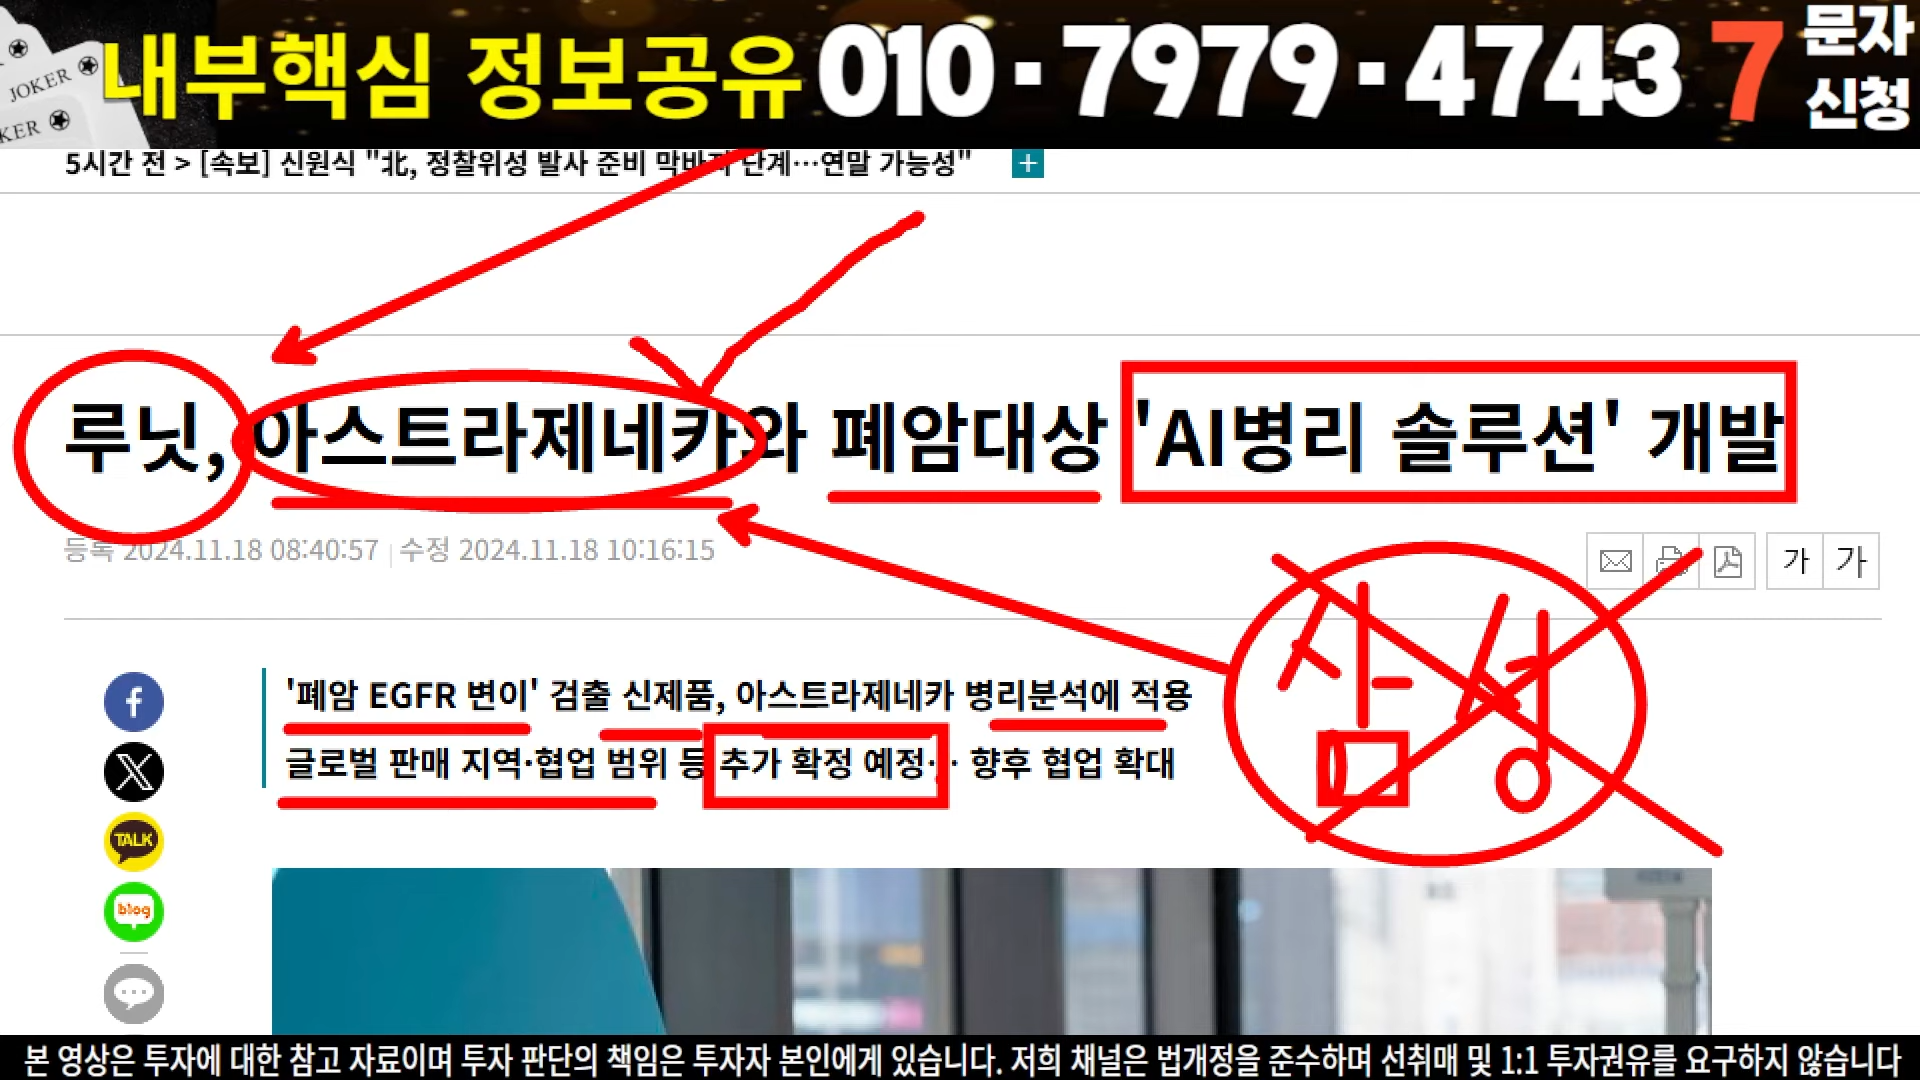 JOKER
KER
내부핵심 정보공유 010·7979·4743 7 문자
신청
5시간 전 > [속보] 신원식 "北, 정찰위성 발사 준비 막바지 단계…연말 가능성"
루닛, 아스트라제네카와 폐암대상 'AI병리 솔루션' 개발
등록 2024.11.18 08:40:57 수정 2024.11.18 10:16:15
가 가
삼성
'폐암 EGFR 변이' 검출 신제품, 아스트라제네카 병리분석에 적용
글로벌 판매 지역·협업 범위 등 추가 확정 예정… 향후 협업 확대
TALK
blog
본 영상은 투자에 대한 참고 자료이며 투자 판단의 책임은 투자자 본인에게 있습니다. 저희 채널은 법개정을 준수하며 선취매 및 1:1 투자권유를 요구하지 않습니다